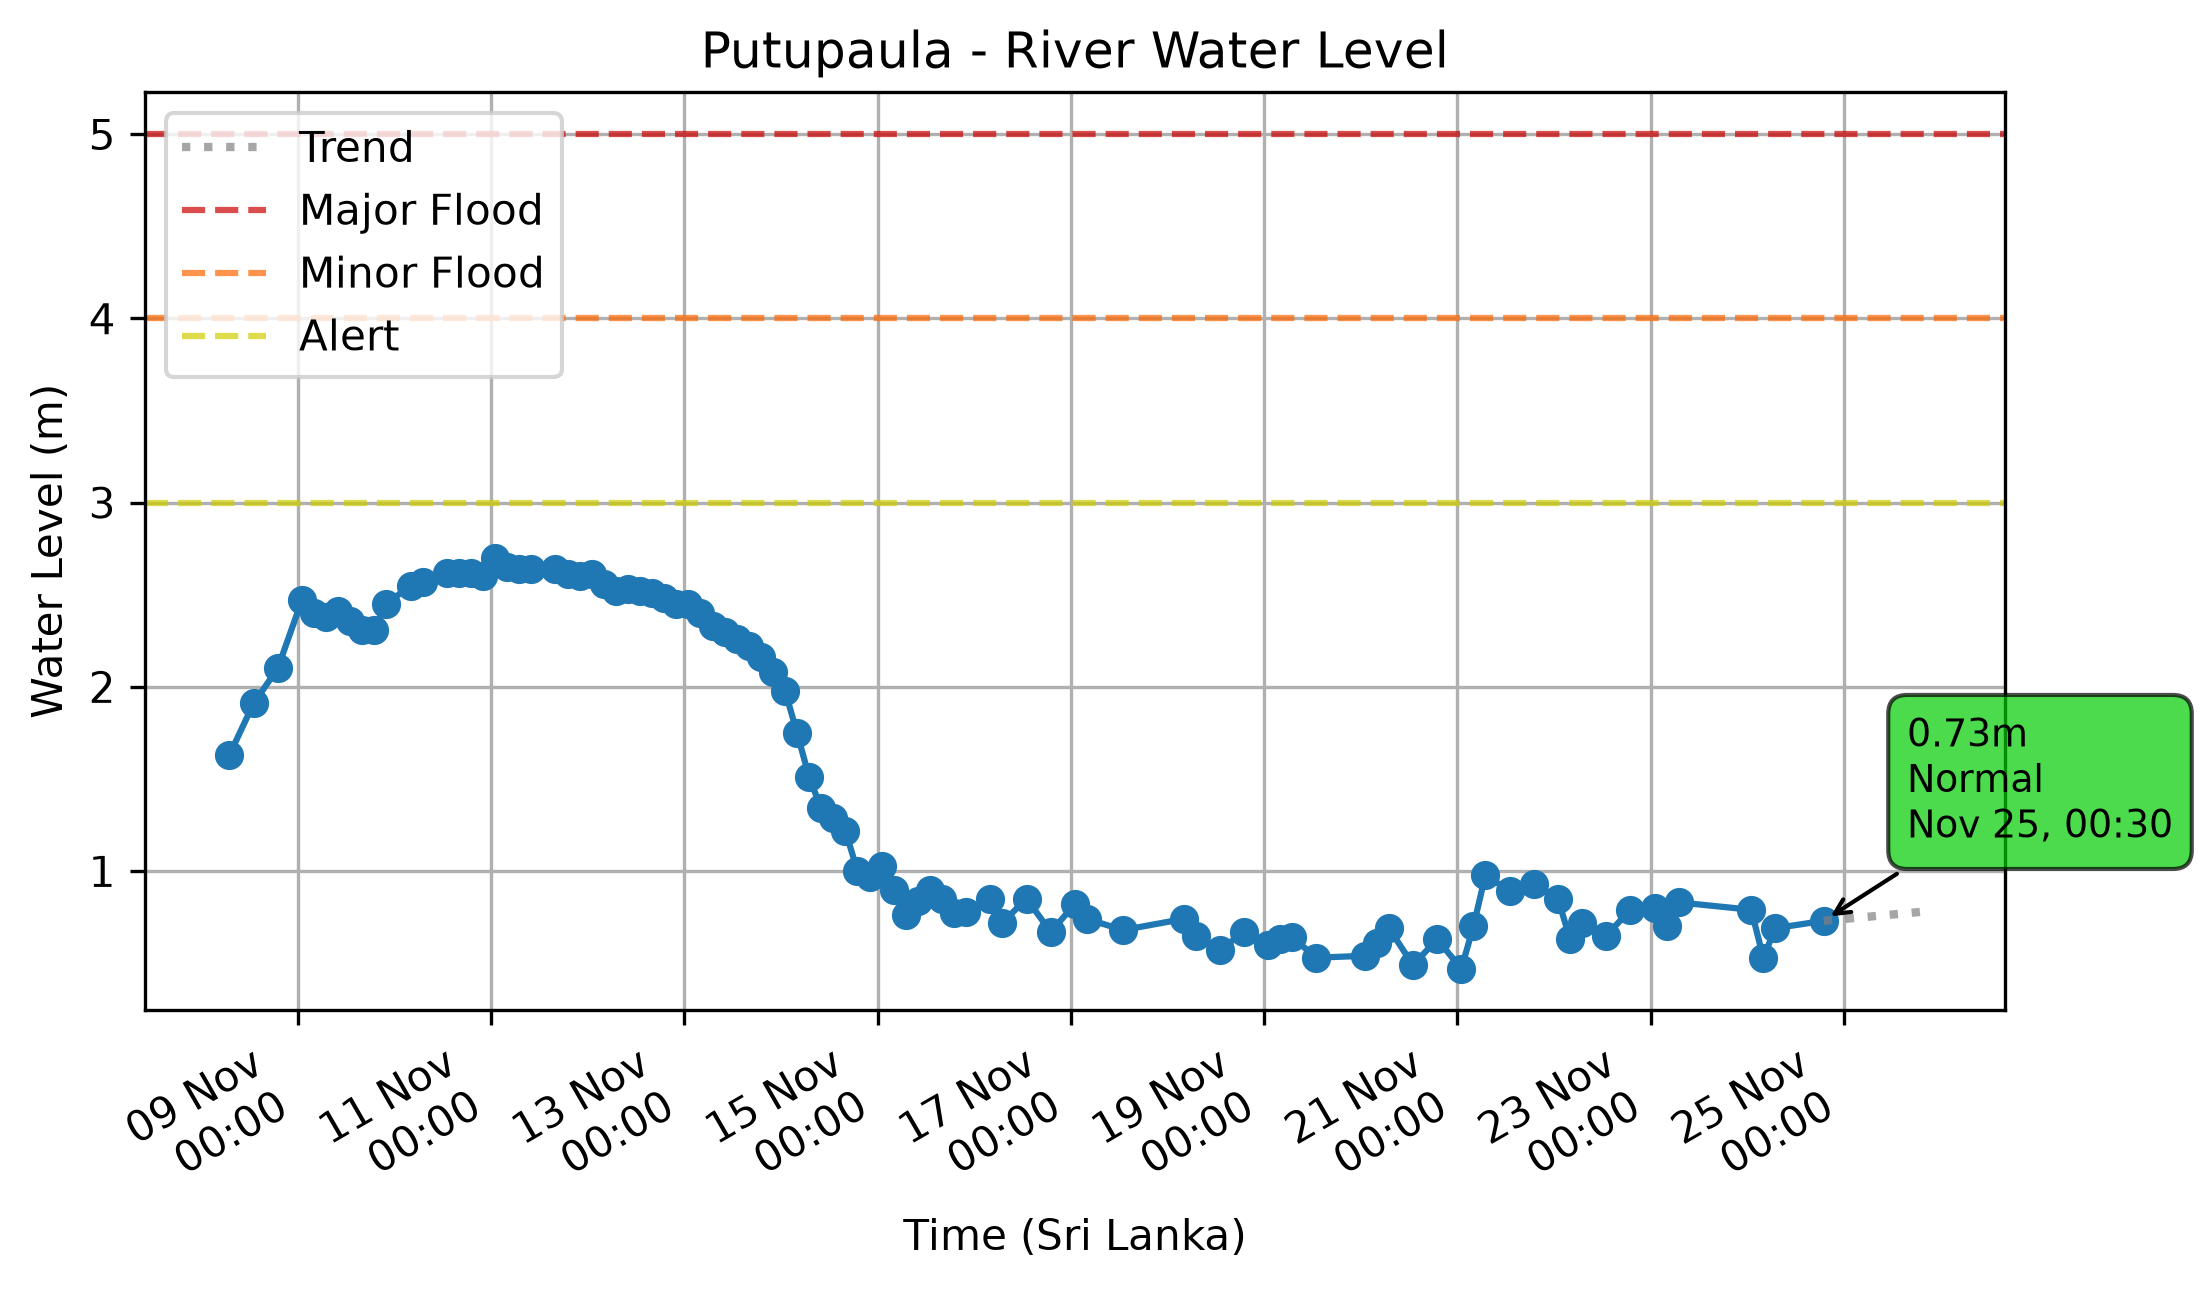 Putupaula - River Water Level
Trend
Major Flood
Minor Flood
Alert
5
4
3
2
1
Water Level (m)
0.73m
Normal
Nov 25, 00:30
09 Nov
00:00
11 Nov
00:00
13 Nov
00:00
15 Nov
00:00
17 Nov
00:00
19 Nov
00:00
21 Nov
00:00
23 Nov
00:00
25 Nov
00:00
Time (Sri Lanka)